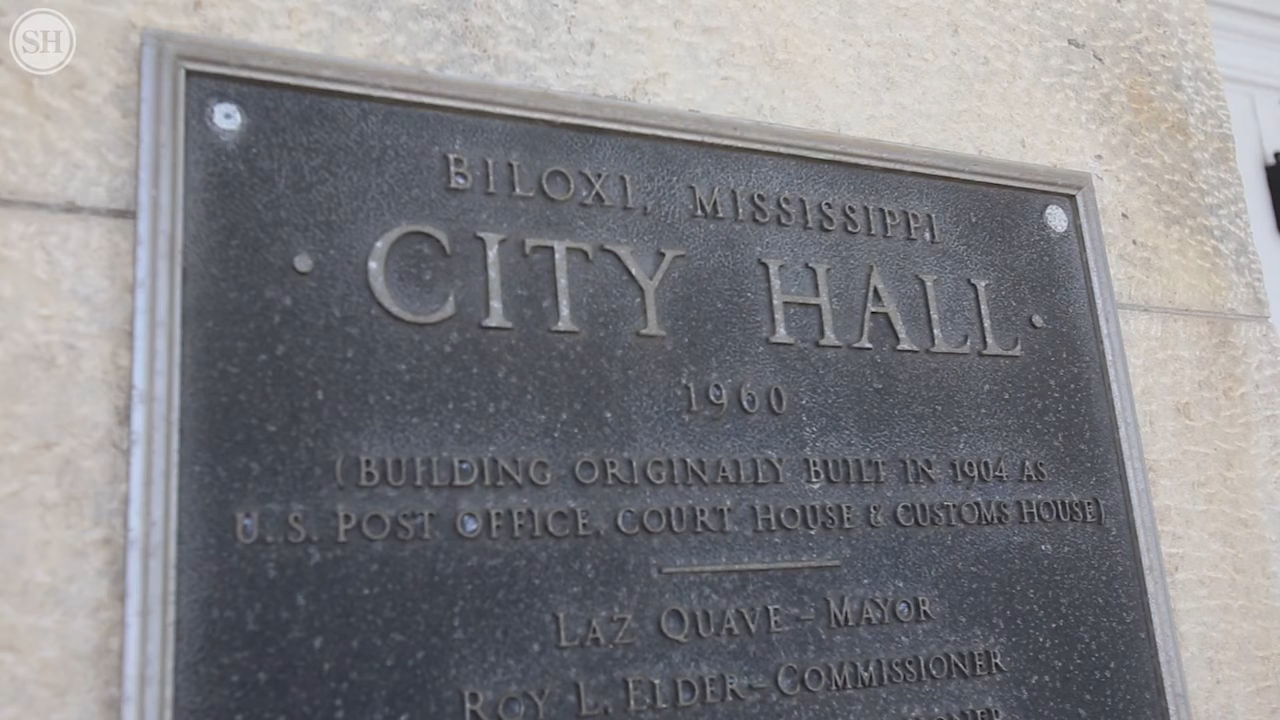 SH
BILOXI, MISSISSIPPI
· CITY HALL ·
1960
(BUILDING ORIGINALLY BUILT IN 1904 AS
U.S. POST OFFICE, COURT HOUSE & CUSTOMS HOUSE)
LAZ QUAVE - MAYOR
ROY L. ELDER - COMMISSIONER